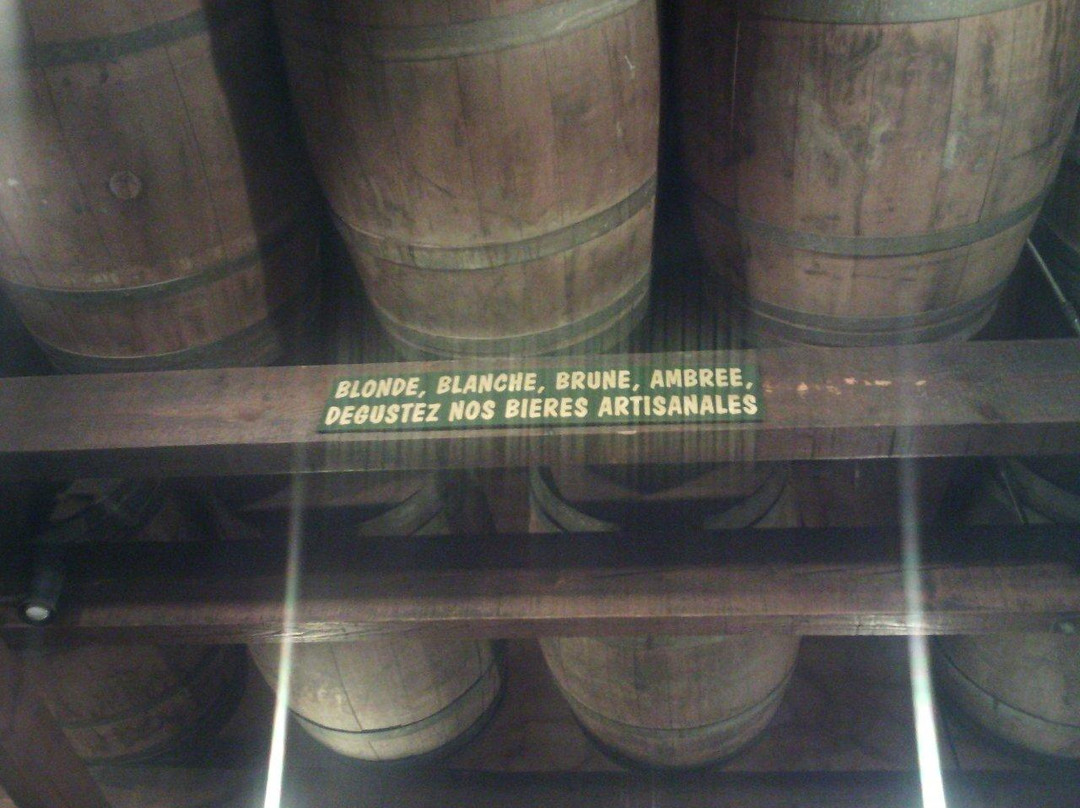 BLONDE, BLANCHE, BRUNE, AMBREE,
DEGUSTEZ NOS BIERES ARTISANALES